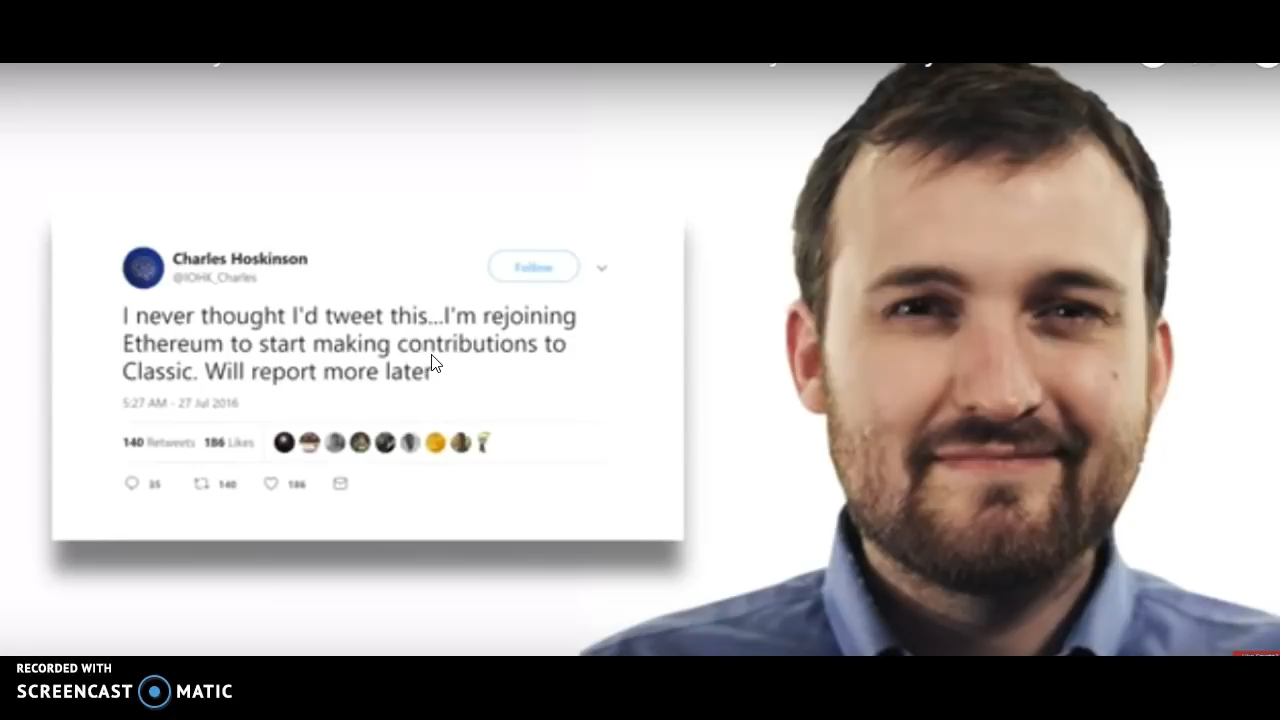 Charles Hoskinson
@IOHK_Charles
Follow
I never thought I'd tweet this...I'm rejoining
Ethereum to start making contributions to
Classic. Will report more later
5:27 AM - 27 Jul 2016
140 Retweets 186 Likes
35 140 186
RECORDED WITH
SCREENCAST MATIC